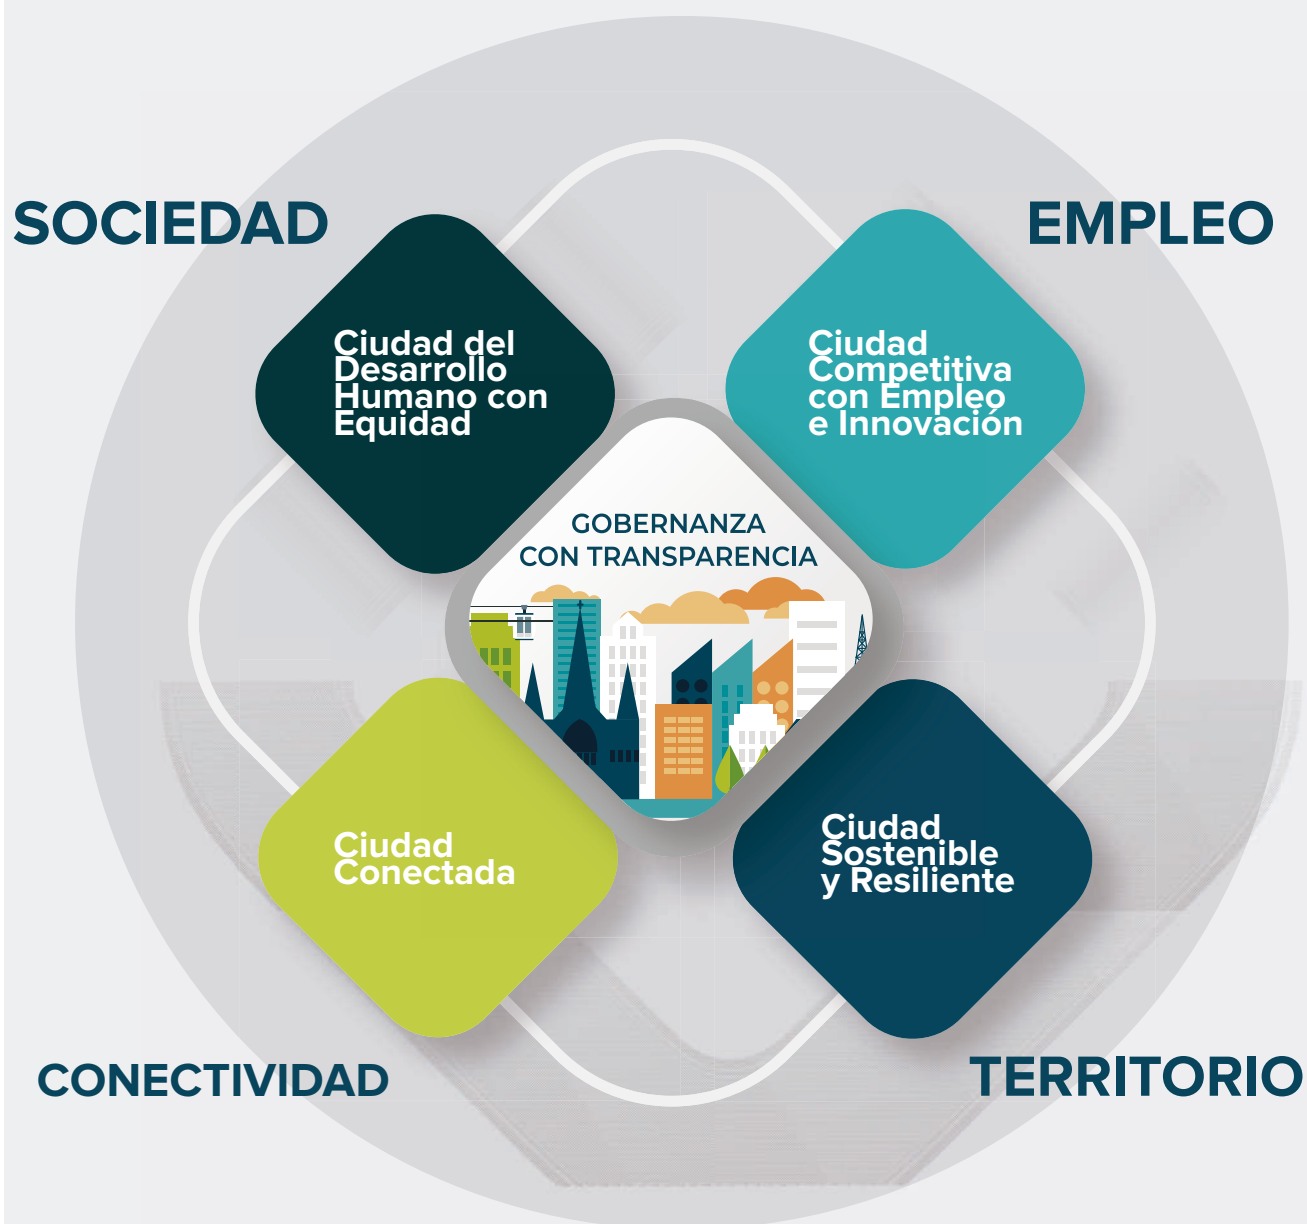 SOCIEDAD
EMPLEO
Ciudad del
Desarrollo
Humano con
Equidad
Ciudad
Competitiva
con Empleo
e Innovación
GOBERNANZA
CON TRANSPARENCIA
Ciudad
Conectada
Ciudad
Sostenible
y Resiliente
CONECTIVIDAD
TERRITORIO